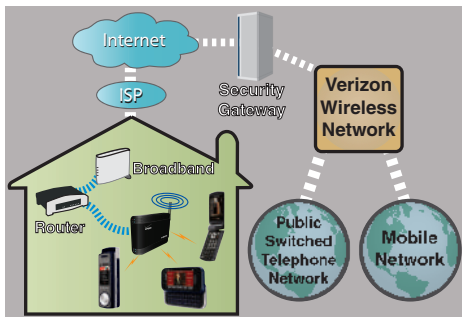 Internet
ISP
Security
Gateway
Verizon
Wireless
Network
Broadband
Router
Public
Switched
Telephone
Network
Mobile
Network